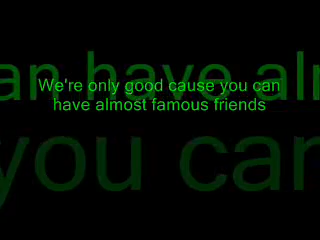 an have al
We're only good cause you can
have almost famous friends
you can